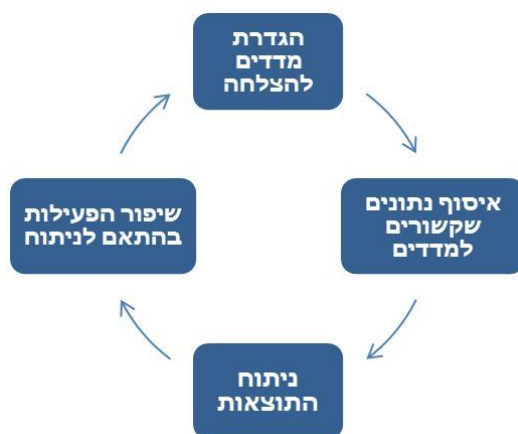 הגדרת
מדדים
להצלחה
איסוף נתונים
שקשורים
למדדים
ניתוח
התוצאות
שיפור הפעילות
בהתאם לניתוח